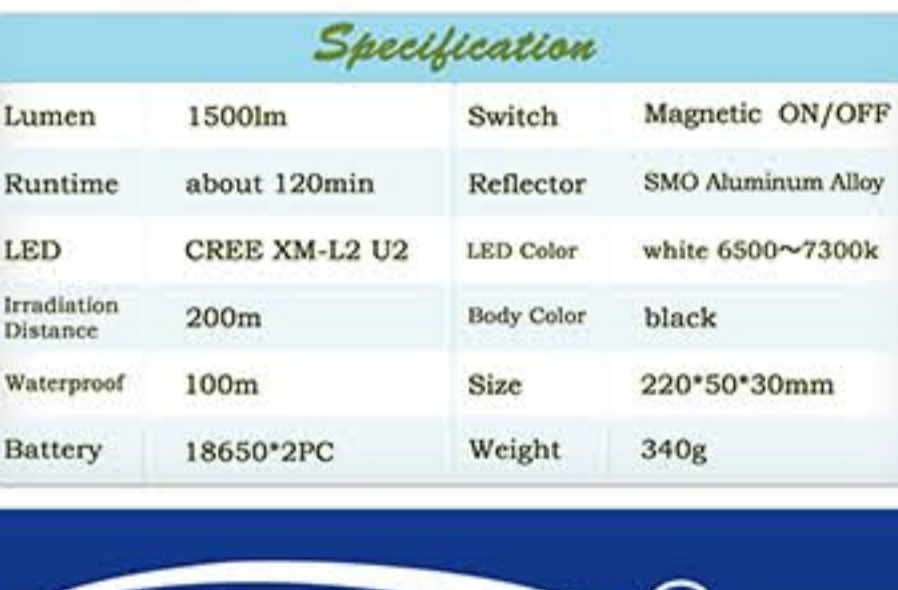 Specification
Lumen 1500lm Switch Magnetic ON/OFF
Runtime about 120min Reflector SMO Aluminum Alloy
LED CREE XM-L2 U2 LED Color white 6500~7300k
Irradiation
Distance 200m Body Color black
Waterproof 100m Size 220*50*30mm
Battery 18650*2PC Weight 340g